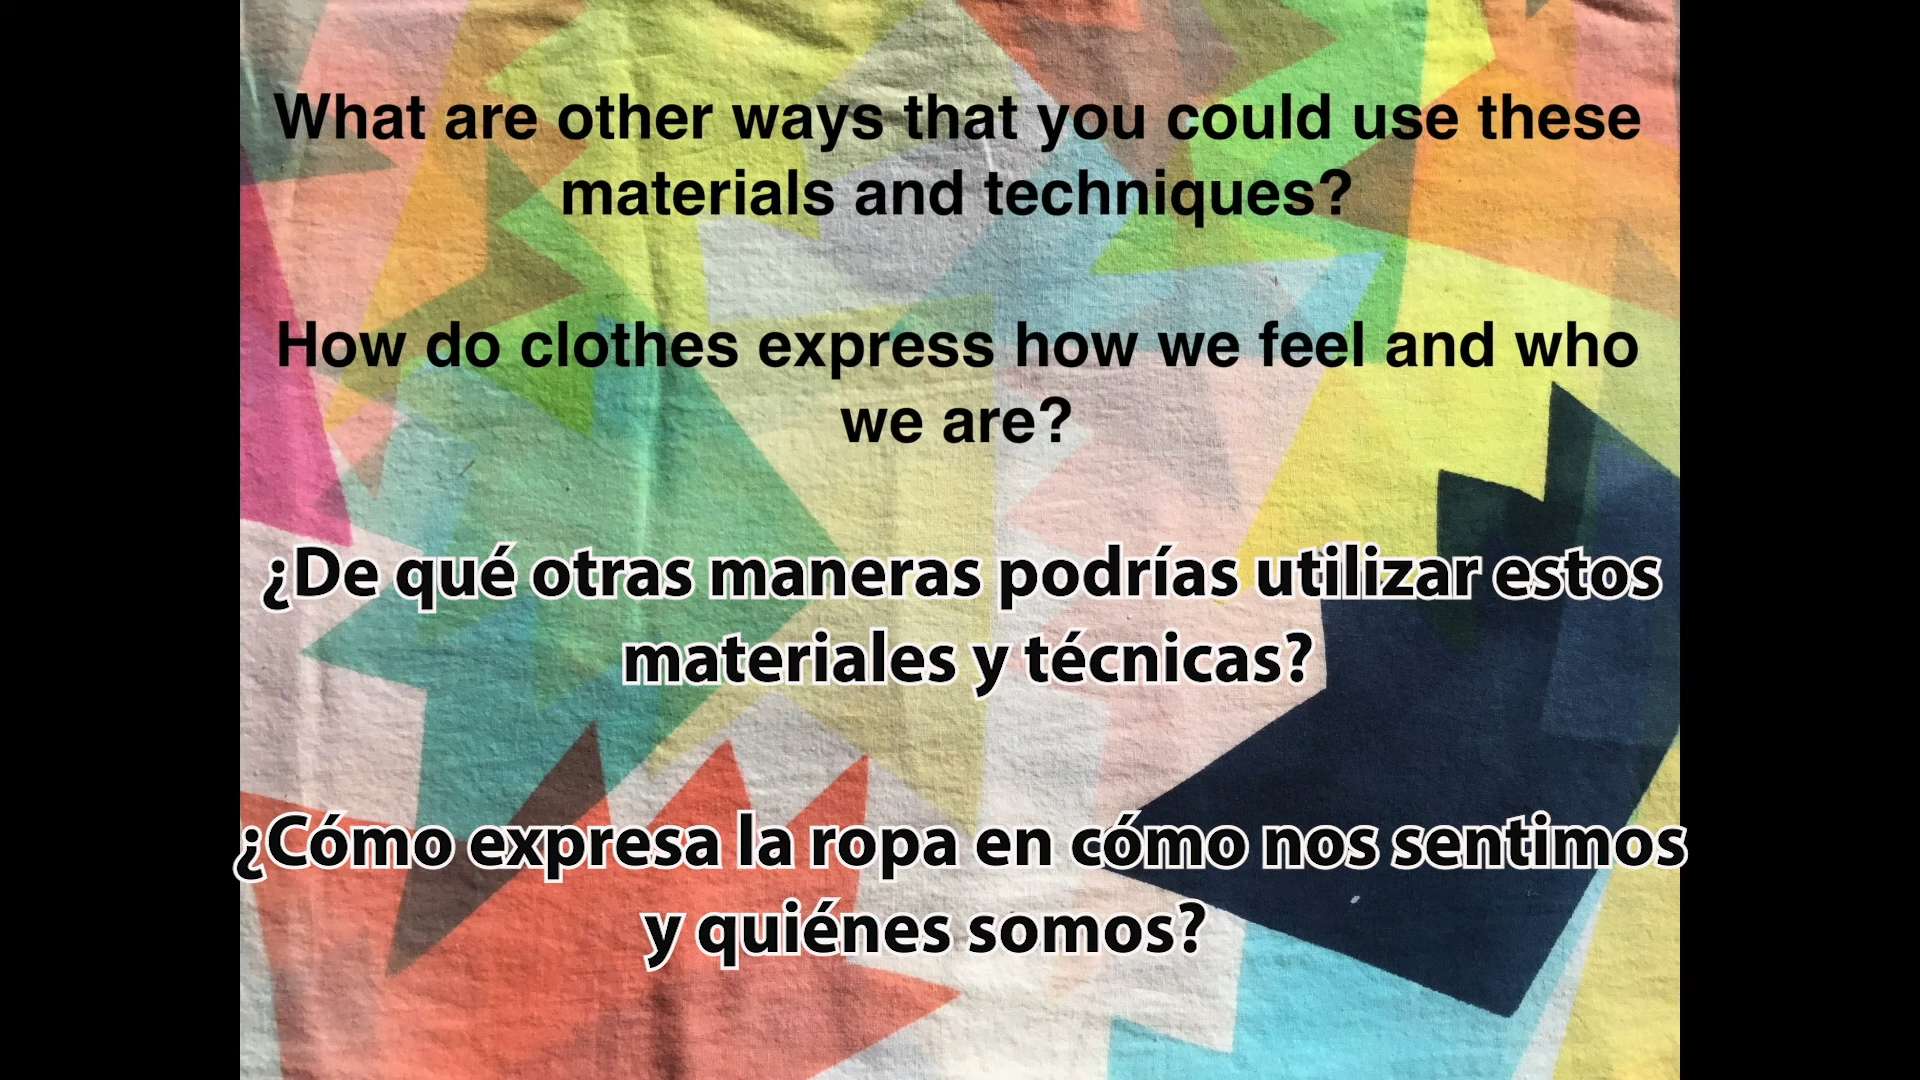 What are other ways that you could use these
materials and techniques?
How do clothes express how we feel and who
we are?
¿De qué otras maneras podrías utilizar estos
materiales y técnicas?
¿Cómo expresa la ropa en cómo nos sentimos
y quiénes somos?